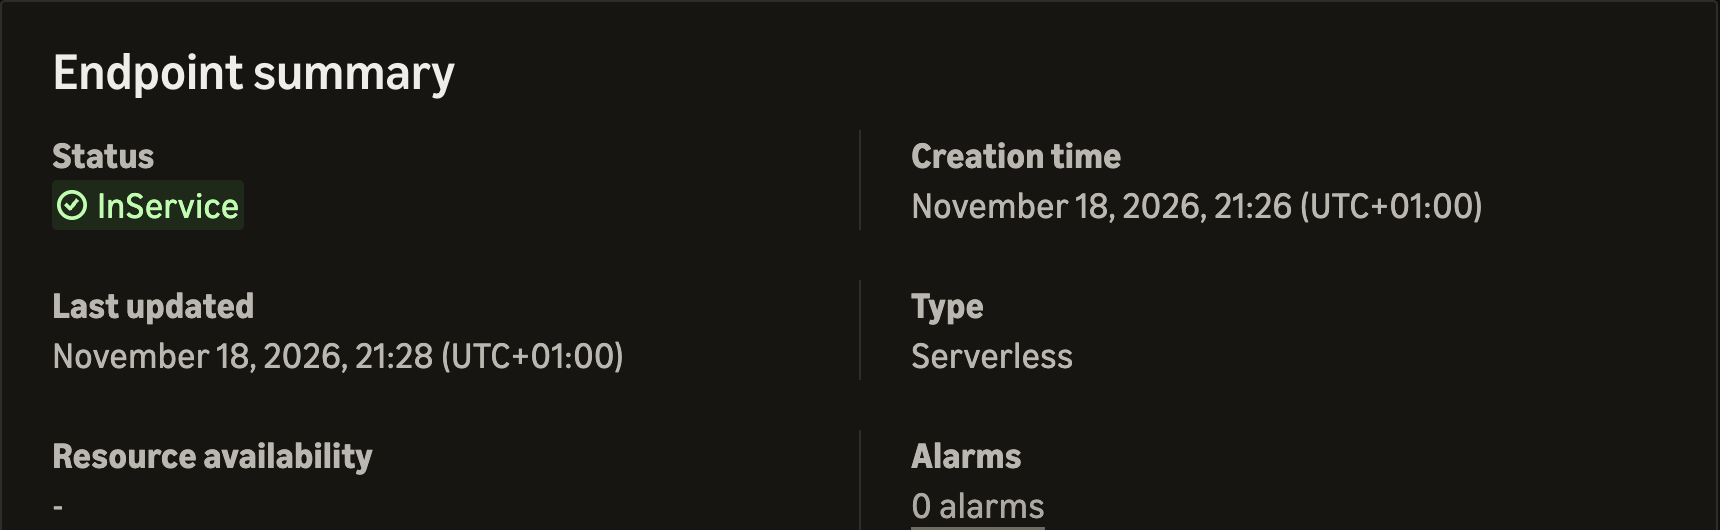 Endpoint summary
Status
InService
Creation time
November 18, 2026, 21:26 (UTC+01:00)
Last updated
November 18, 2026, 21:28 (UTC+01:00)
Type
Serverless
Resource availability
-
Alarms
0 alarms